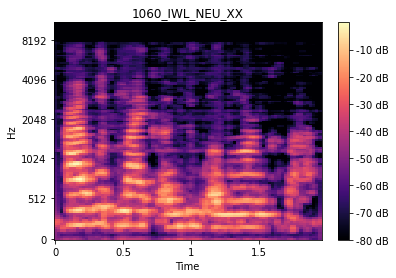 1060_IWL_NEU_XX
8192
4096
2048
1024
512
0
Hz
0
0.5
1
1.5
Time
-10 dB
-20 dB
-30 dB
-40 dB
-50 dB
-60 dB
-70 dB
-80 dB